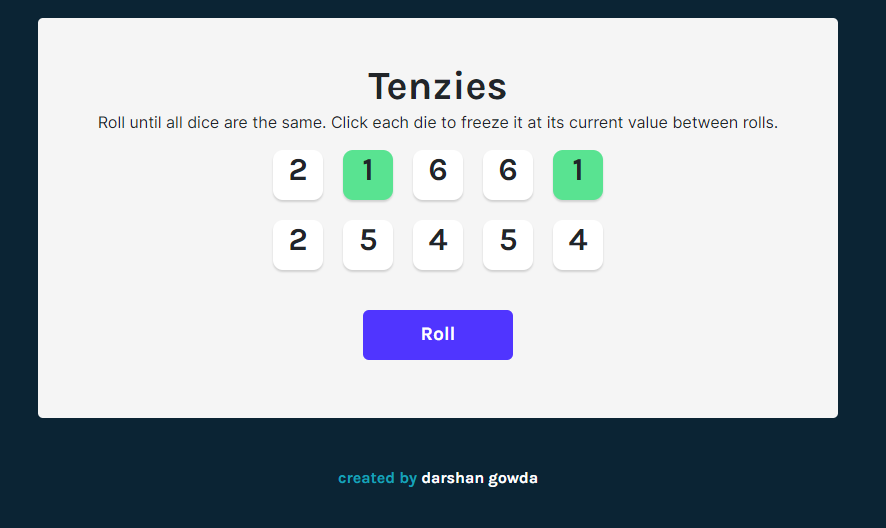 Tenzies
Roll until all dice are the same. Click each die to freeze it at its current value between rolls.
2 1 6 6 1
2 5 4 5 4
Roll
created by darshan gowda